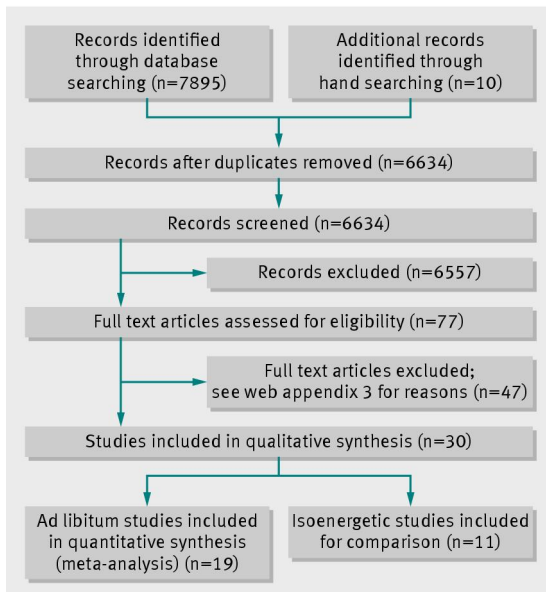 Records identified
through database
searching (n=7895)
Additional records
identified through
hand searching (n=10)
Records after duplicates removed (n=6634)
Records screened (n=6634)
Records excluded (n=6557)
Full text articles assessed for eligibility (n=77)
Full text articles excluded;
see web appendix 3 for reasons (n=47)
Studies included in qualitative synthesis (n=30)
Ad libitum studies included
in quantitative synthesis
(meta-analysis) (n=19)
Isoenergetic studies included
for comparison (n=11)